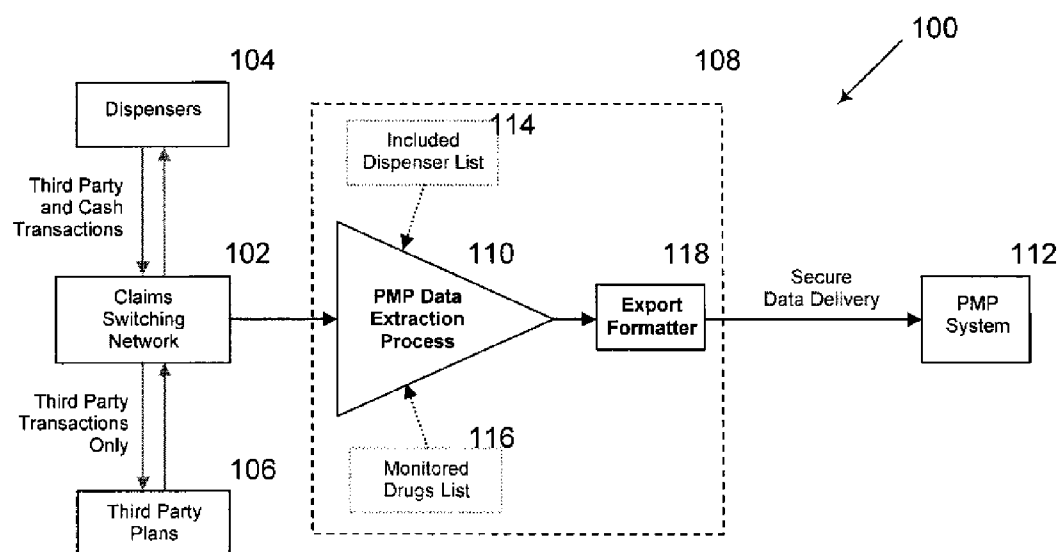 100
104
108
Dispensers
114
Included
Dispenser List
Third Party
and Cash
Transactions
102
110
118
112
Claims
Switching
Network
PMP Data
Extraction
Process
Export
Formatter
Secure
Data Delivery
PMP
System
Third Party
Transactions
Only
116
106
Monitored
Drugs List
Third Party
Plans